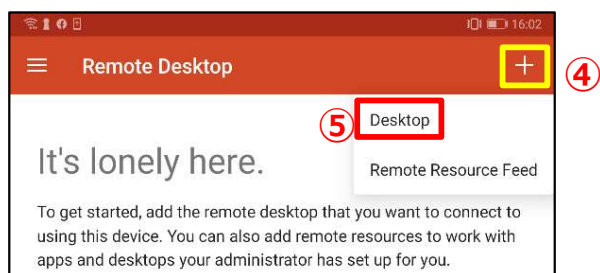 16:02
Remote Desktop
④
⑤
Desktop
Remote Resource Feed
It's lonely here.
To get started, add the remote desktop that you want to connect to
using this device. You can also add remote resources to work with
apps and desktops your administrator has set up for you.